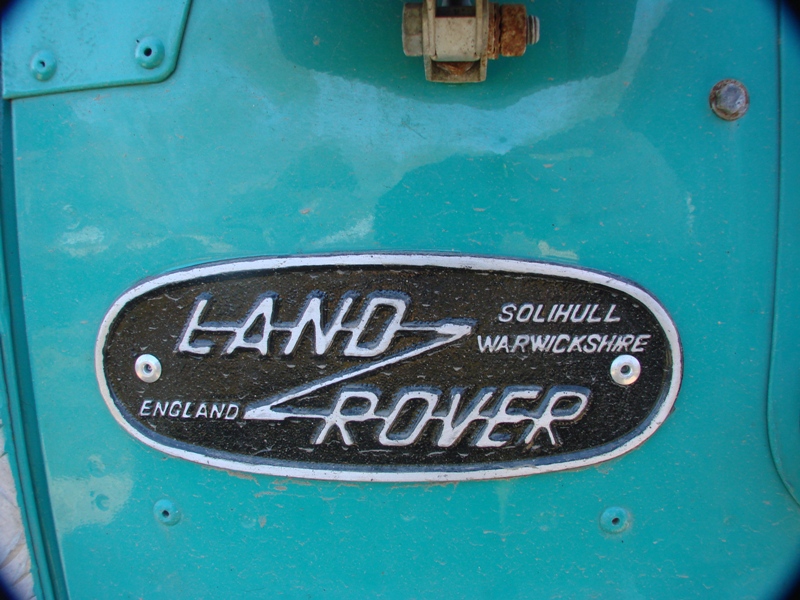 LAND
SOLIHULL
WARWICKSHIRE
ENGLAND
ROVER